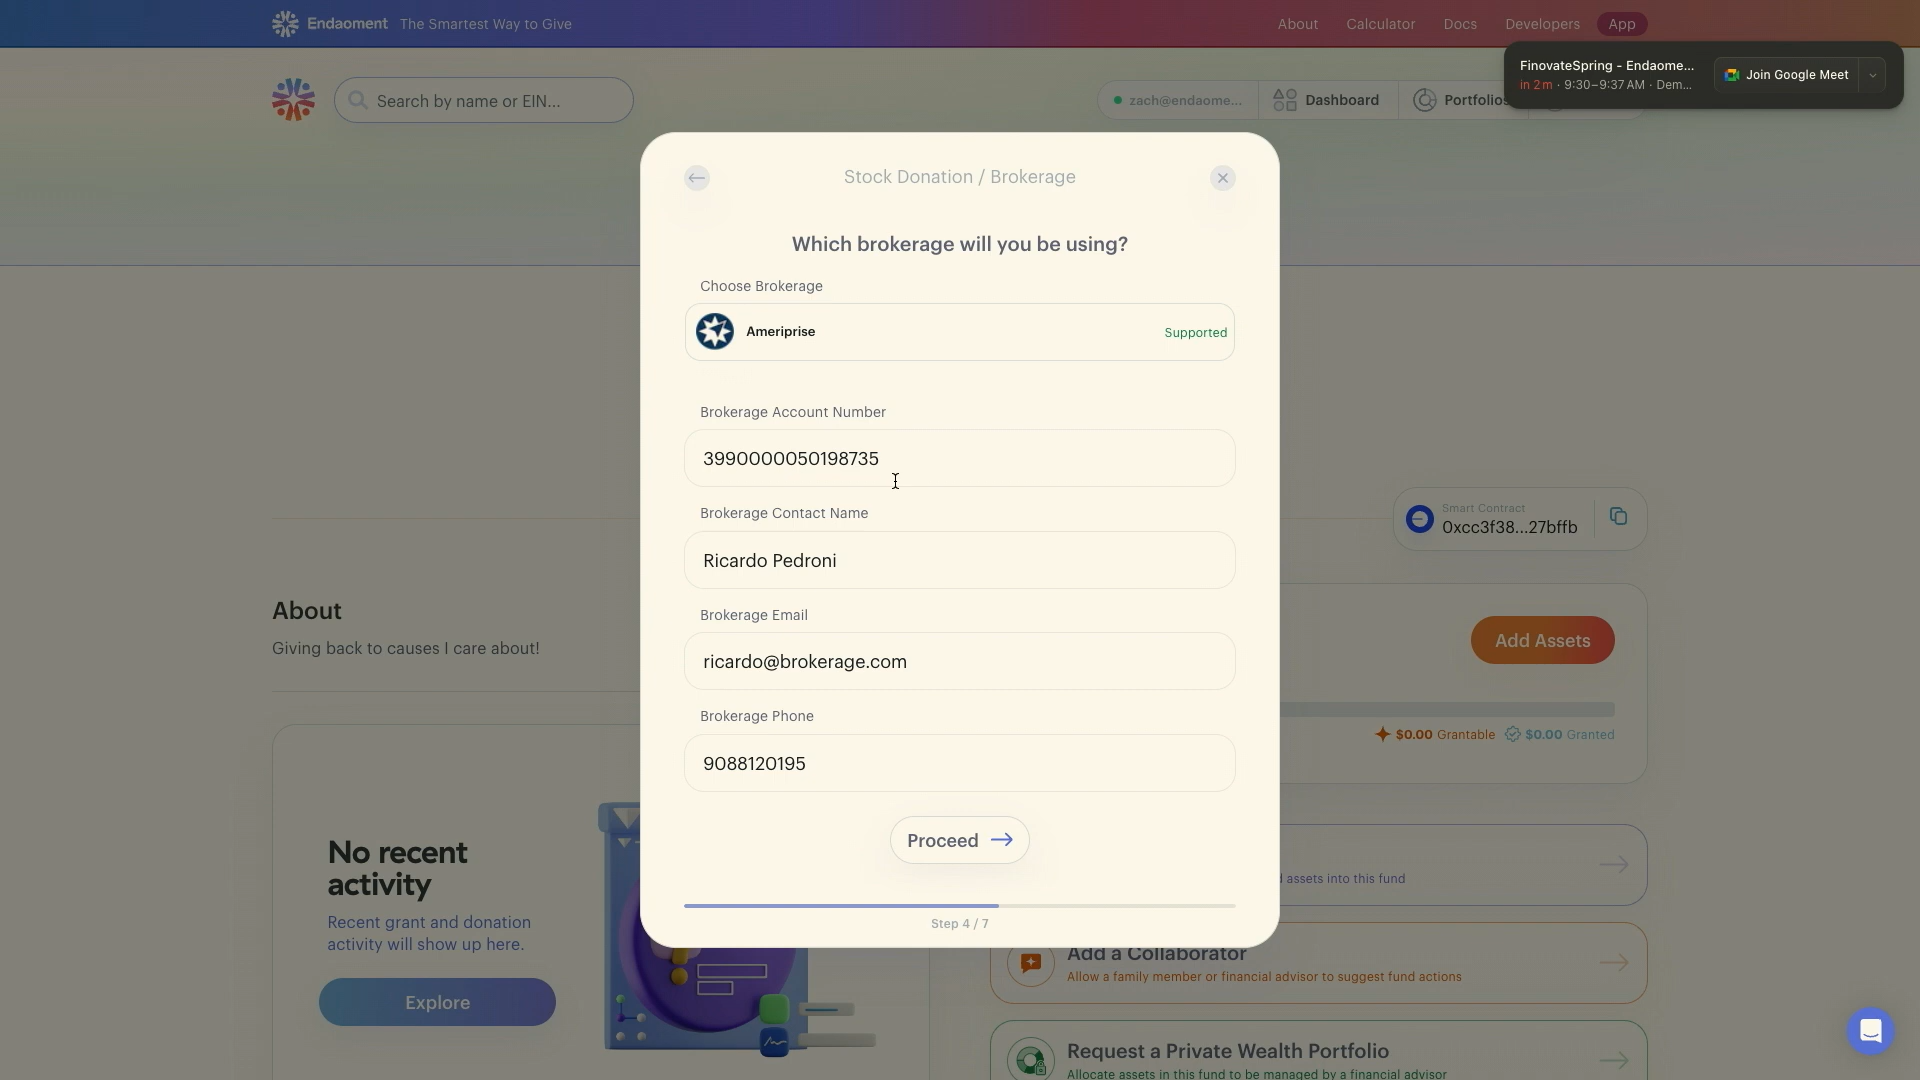 Endaoment The Smartest Way to Give
About Calculator Docs Developers App
FinovateSpring - Endaome...
in 2m · 9:30–9:37 AM · Dem...
Join Google Meet
Search by name or EIN...
zach@endaome...
Dashboard
Portfolios
Stock Donation / Brokerage
Which brokerage will you be using?
Choose Brokerage
Ameriprise
Supported
Brokerage Account Number
3990000050198735
Brokerage Contact Name
Ricardo Pedroni
Brokerage Email
ricardo@brokerage.com
Brokerage Phone
9088120195
Proceed
Step 4 / 7
Smart Contract
0xcc3f38...27bffb
About
Giving back to causes I care about!
Add Assets
$0.00 Grantable
$0.00 Granted
No recent
activity
Recent grant and donation
activity will show up here.
Explore
assets into this fund
Add a Collaborator
Allow a family member or financial advisor to suggest fund actions
Request a Private Wealth Portfolio
Allocate assets in this fund to be managed by a financial advisor